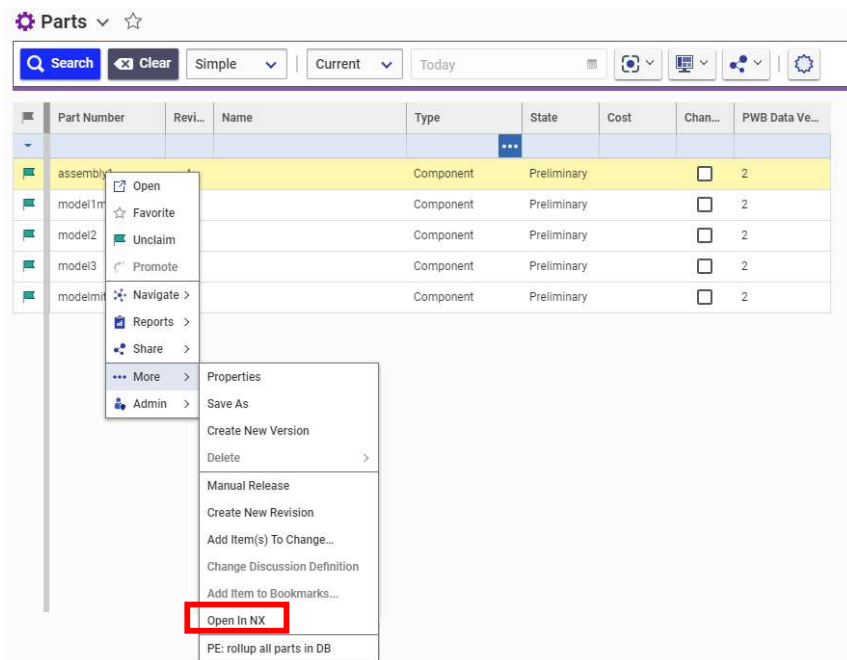 Parts
Search Clear Simple Current Today
Part Number Revi... Name Type State Cost Chan... PWB Data Ve...
assembly1 Component Preliminary 2
Open
model1m Component Preliminary 2
Favorite
model2 Component Preliminary 2
Unclaim
model3 Component Preliminary 2
Promote
modelmit Component Preliminary 2
Navigate >
Reports >
Share >
More >
Admin >
Properties
Save As
Create New Version
Delete >
Manual Release
Create New Revision
Add Item(s) To Change...
Change Discussion Definition
Add Item to Bookmarks...
Open In NX
PE: rollup all parts in DB